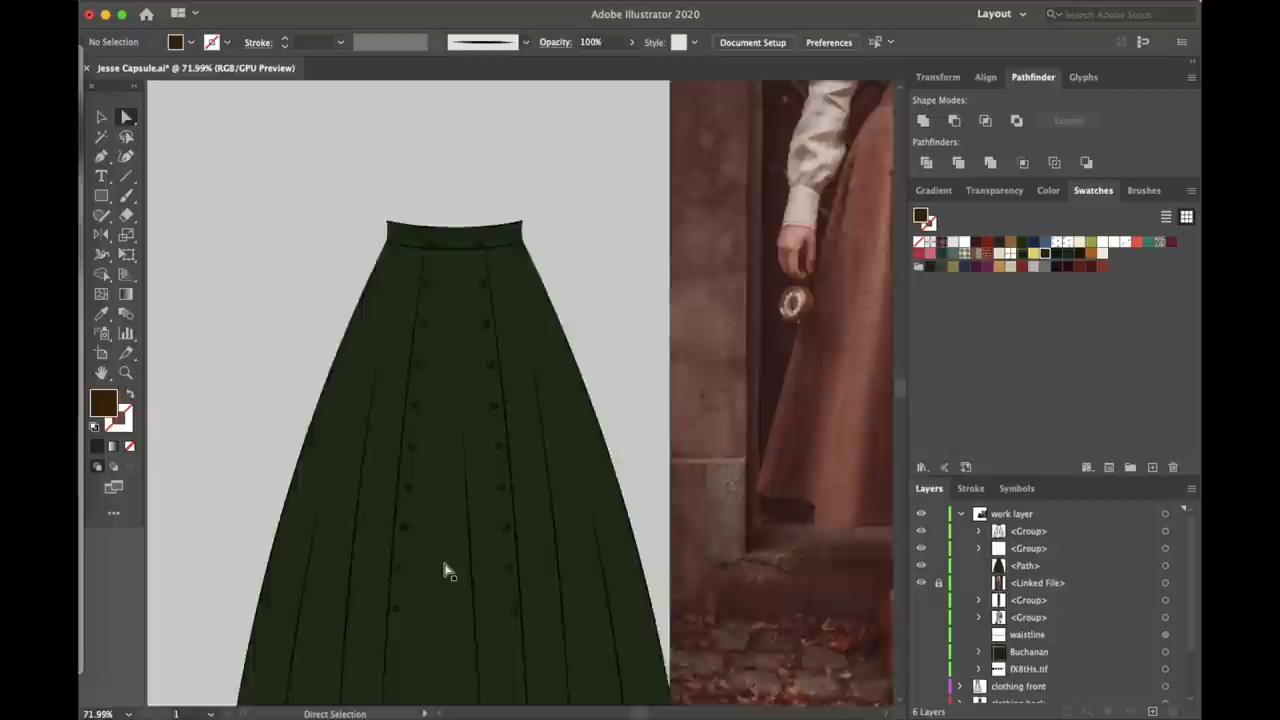 Adobe Illustrator 2020
Layout
Search Adobe Stock
No Selection
Stroke:
Opacity:
100%
Style:
Document Setup
Preferences
Jesse Capsule.ai* @ 71.99% (RGB/GPU Preview)
Transform
Align
Pathfinder
Glyphs
Shape Modes:
Expand
Pathfinders:
Gradient
Transparency
Color
Swatches
Brushes
Layers
Stroke
Symbols
work layer
<Group>
<Group>
<Path>
<Linked File>
<Group>
<Group>
waistline
Buchanan
fX8tHs.tif
clothing front
6 Layers
71.99%
1
Direct Selection